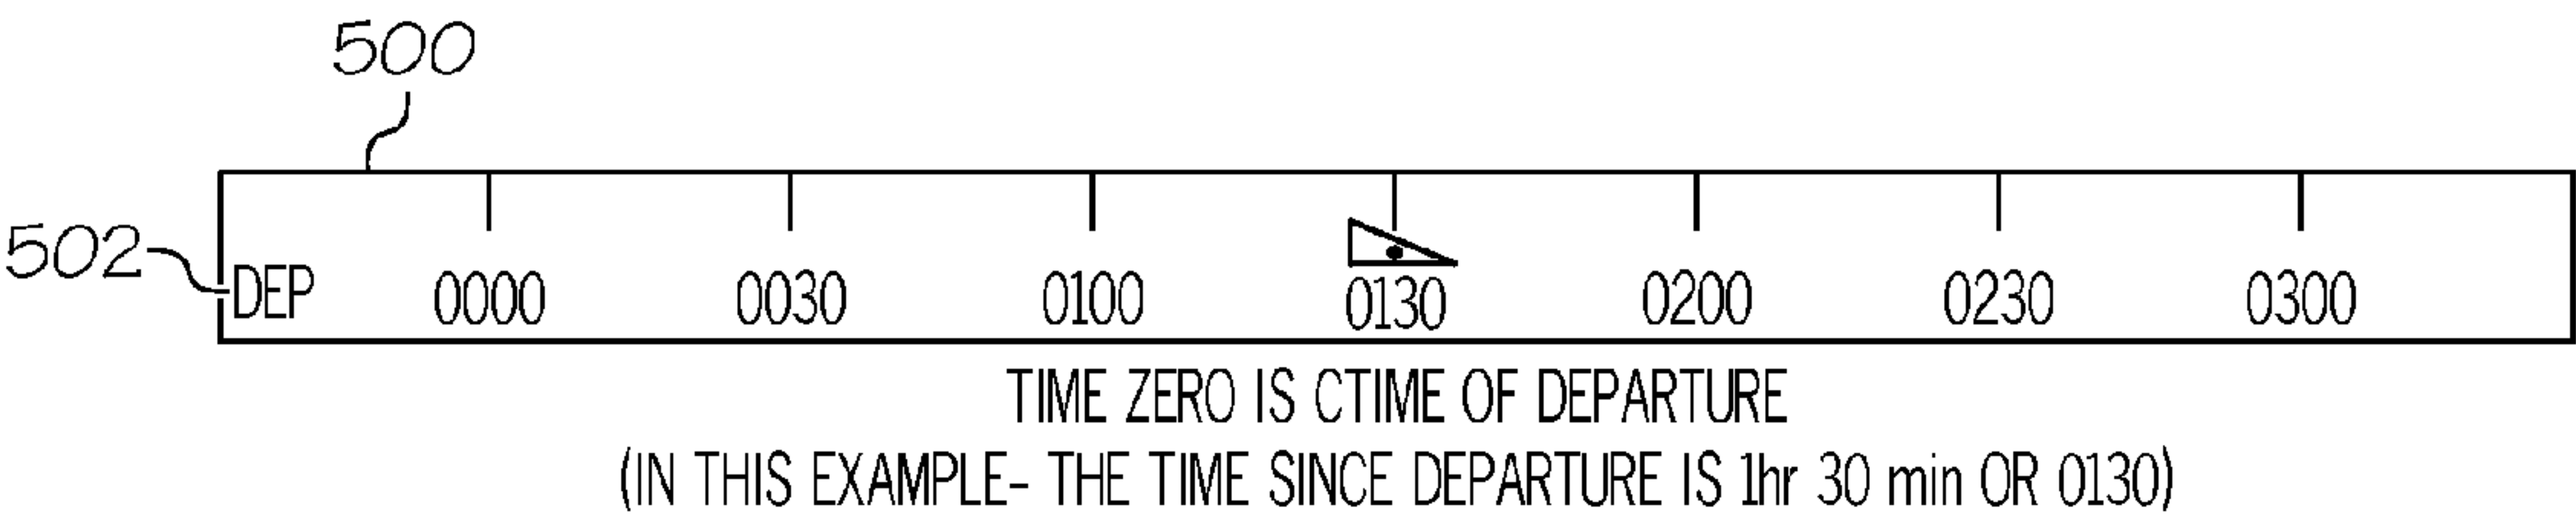 500
502 DEP 0000 0030 0100 0130 0200 0230 0300
TIME ZERO IS CTIME OF DEPARTURE
(IN THIS EXAMPLE- THE TIME SINCE DEPARTURE IS 1hr 30 min OR 0130)